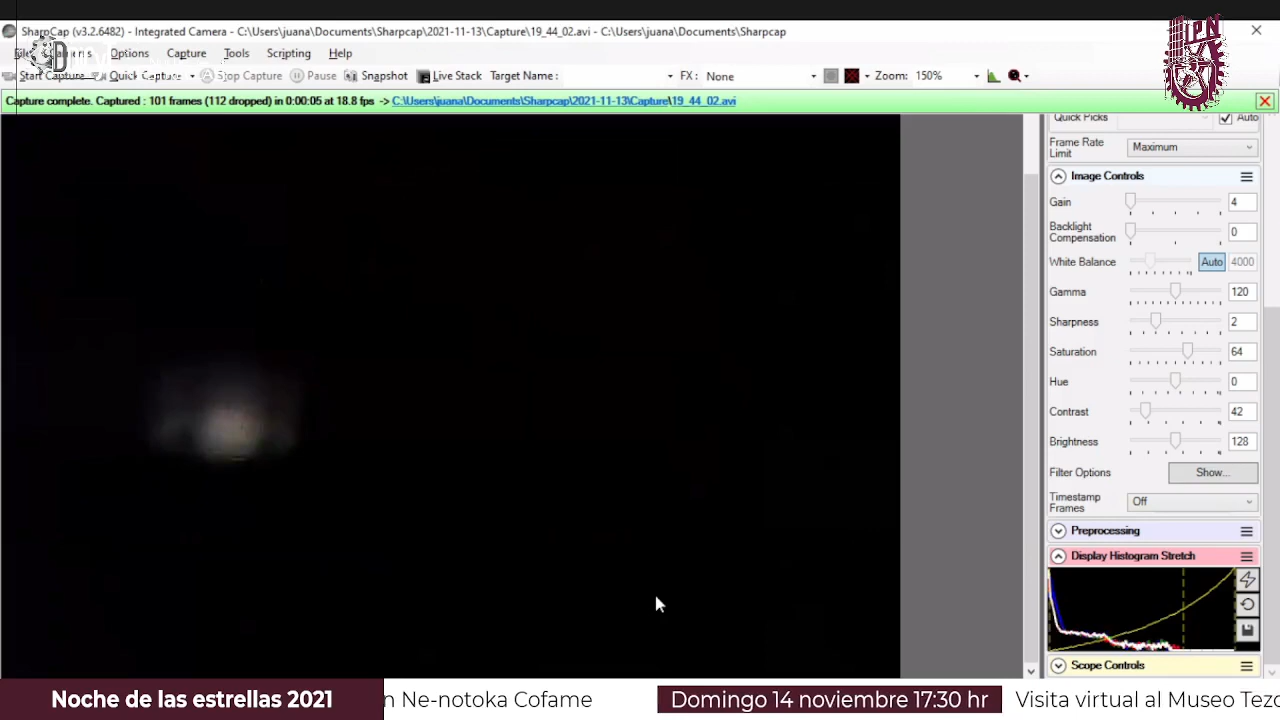 SharpCap (v3.2.6482) - Integrated Camera - C:\Users\juana\Documents\Sharpcap\2021-11-13\Capture\19_44_02.avi - C:\Users\juana\Documents\Sharpcap
Options Capture Tools Scripting Help
Start Capture Quick Capture Stop Capture Pause Snapshot Live Stack Target Name : FX : None Zoom: 150%
Capture complete. Captured : 101 frames (112 dropped) in 0:00:05 at 18.8 fps -> C:\Users\juana\Documents\Sharpcap\2021-11-13\Capture\19_44_02.avi
Quick Picks Auto
Frame Rate Limit Maximum
Image Controls
Gain 4
Backlight Compensation 0
White Balance Auto 4000
Gamma 120
Sharpness 2
Saturation 64
Hue 0
Contrast 42
Brightness 128
Filter Options Show...
Timestamp Frames Off
Preprocessing
Display Histogram Stretch
Scope Controls
IPN
Noche de las estrellas 2021 n Ne-notoka Cofame Domingo 14 noviembre 17:30 hr Visita virtual al Museo Tezo